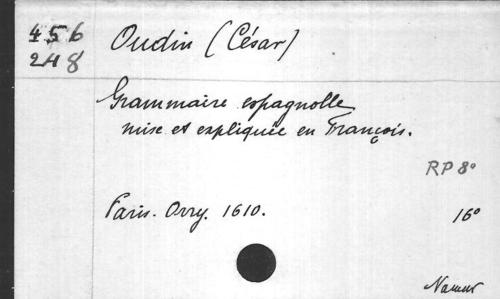 456 Oudin (César)
248
Grammaire espagnolle
mise et expliquée en François.
RP 8°
Paris. Orry. 1610. 16°
Namur